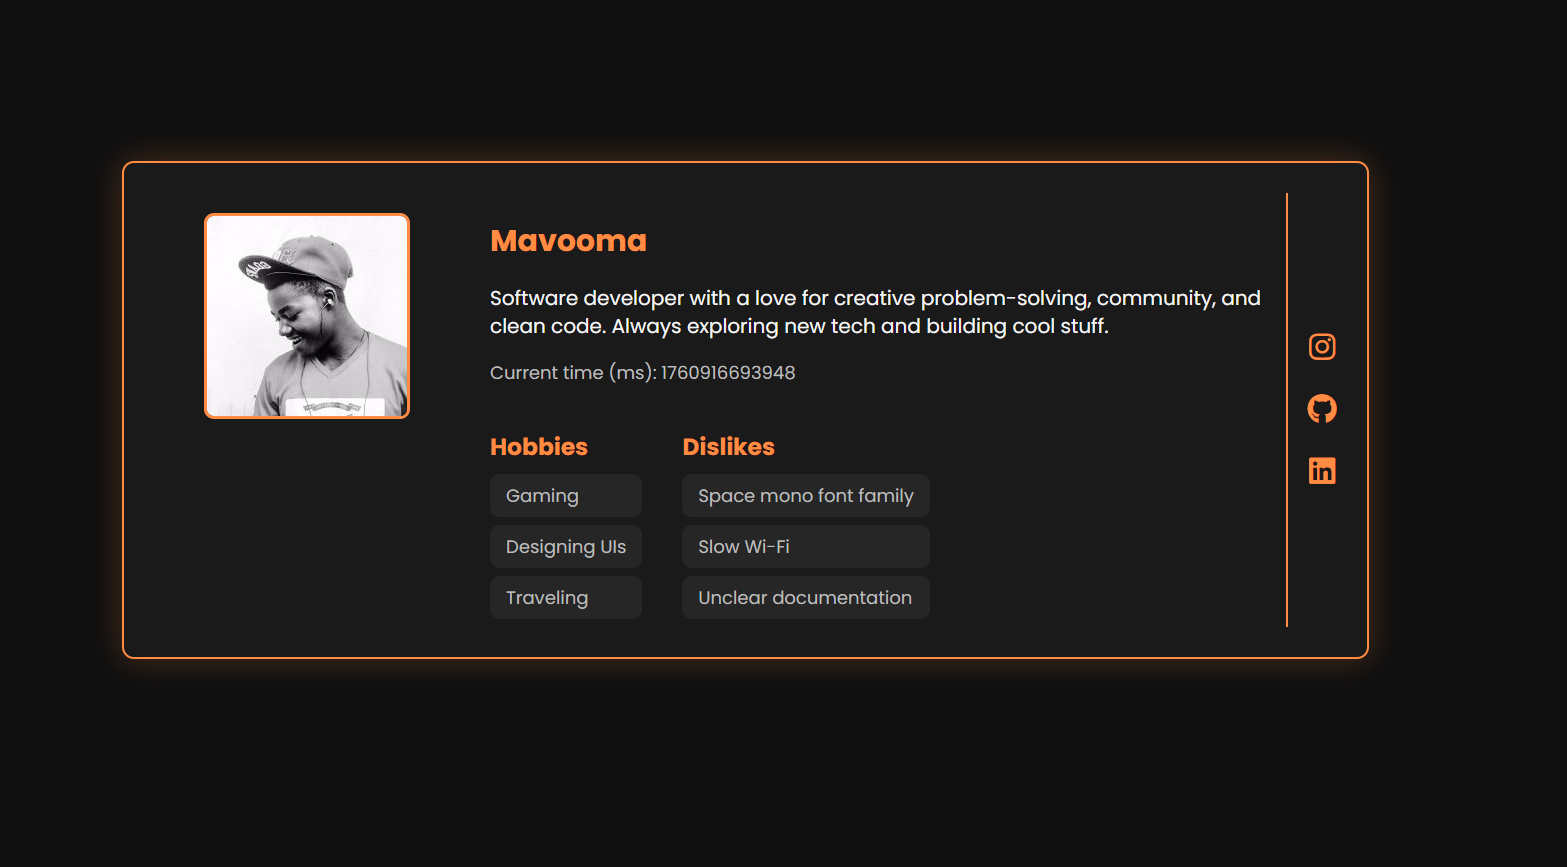 Mavooma
Software developer with a love for creative problem-solving, community, and
clean code. Always exploring new tech and building cool stuff.
Current time (ms): 1760916693948
Hobbies
Gaming
Designing UIs
Traveling
Dislikes
Space mono font family
Slow Wi-Fi
Unclear documentation
in